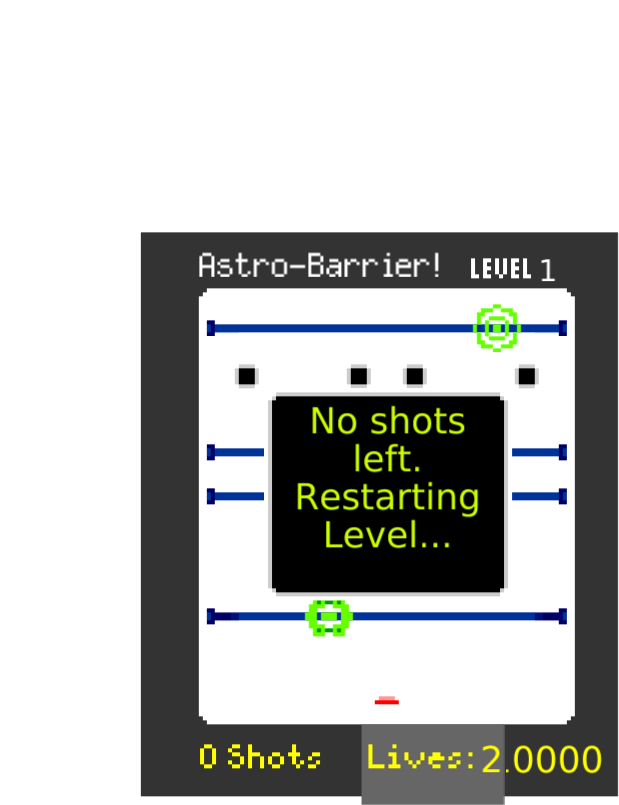 Astro-Barrier! LEVEL 1
No shots
left.
Restarting
Level...
0 Shots Lives: 2.0000